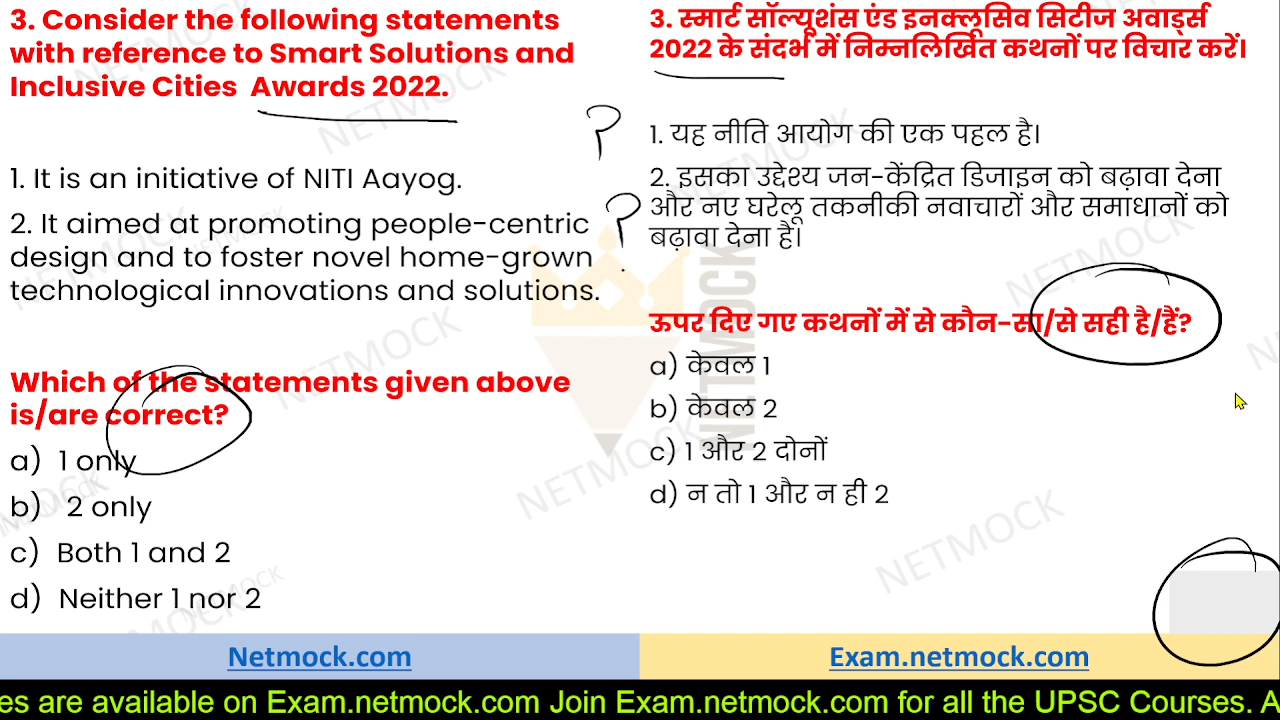 3. Consider the following statements
with reference to Smart Solutions and
Inclusive Cities Awards 2022.
1. It is an initiative of NITI Aayog.
2. It aimed at promoting people-centric
design and to foster novel home-grown
technological innovations and solutions.
Which of the statements given above
is/are correct?
a) 1 only
b) 2 only
c) Both 1 and 2
d) Neither 1 nor 2
3. स्मार्ट सॉल्यूशंस एंड इनक्लूसिव सिटीज अवार्ड्स
2022 के संदर्भ में निम्नलिखित कथनों पर विचार करें।
1. यह नीति आयोग की एक पहल है।
2. इसका उद्देश्य जन-केंद्रित डिजाइन को बढ़ावा देना
और नए घरेलू तकनीकी नवाचारों और समाधानों को
बढ़ावा देना है।
ऊपर दिए गए कथनों में से कौन-सा/से सही है/हैं?
a) केवल 1
b) केवल 2
c) 1 और 2 दोनों
d) न तो 1 और न ही 2
?
?
NETMOCK
NETMOCK
NETMOCK
NETMOCK
NETMOCK
NETMOCK
Netmock.com
Exam.netmock.com
es are available on Exam.netmock.com Join Exam.netmock.com for all the UPSC Courses. A